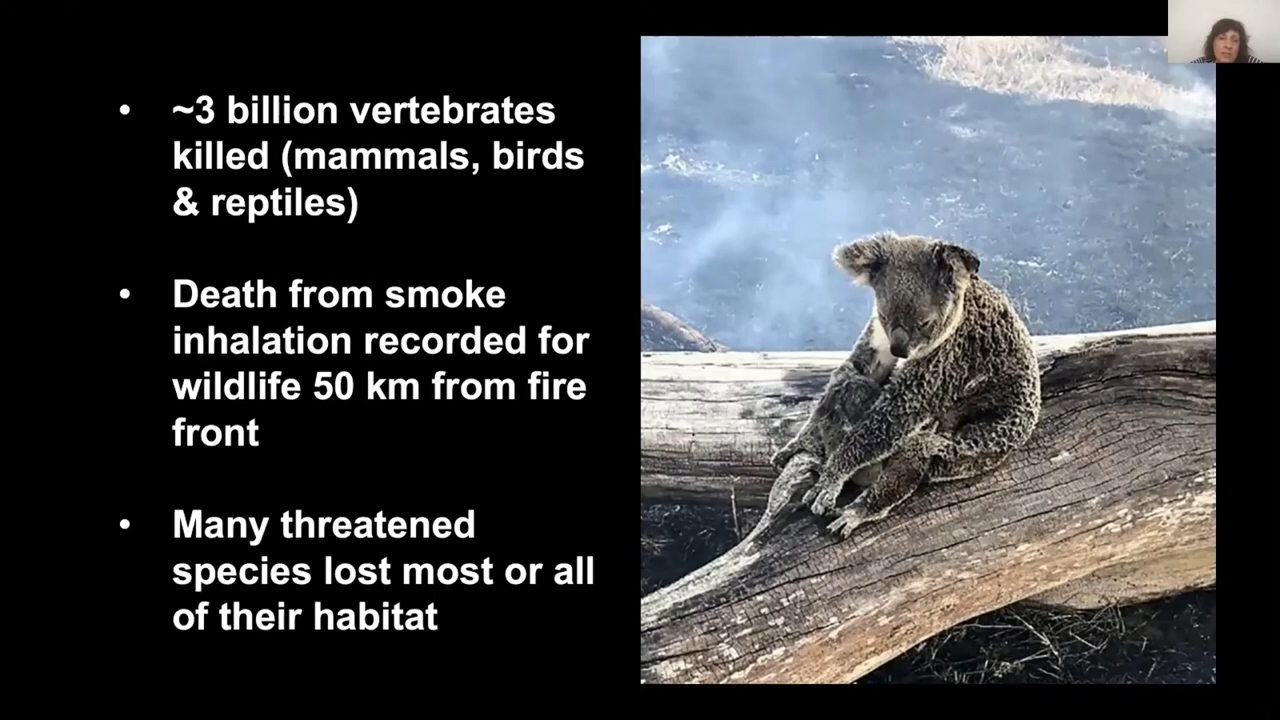 • ~3 billion vertebrates
killed (mammals, birds
& reptiles)
• Death from smoke
inhalation recorded for
wildlife 50 km from fire
front
• Many threatened
species lost most or all
of their habitat